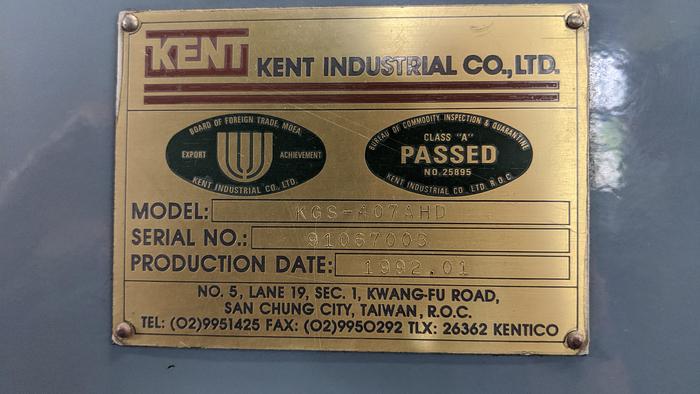 KENT KENT INDUSTRIAL CO., LTD.
BOARD OF FOREIGN TRADE, MOEA
EXPORT ACHIEVEMENT
KENT INDUSTRIAL CO., LTD.
BUREAU OF COMMODITY INSPECTION & QUARANTINE
CLASS "A"
PASSED
NO.25895
KENT INDUSTRIAL CO., LTD. R.O.C.
MODEL: KGS-407AHD
SERIAL NO.: 91067003
PRODUCTION DATE: 1992.01
NO. 5, LANE 19, SEC. 1, KWANG-FU ROAD,
SAN CHUNG CITY, TAIWAN, R.O.C.
TEL: (02)9951425 FAX: (02)9950292 TLX: 26362 KENTICO